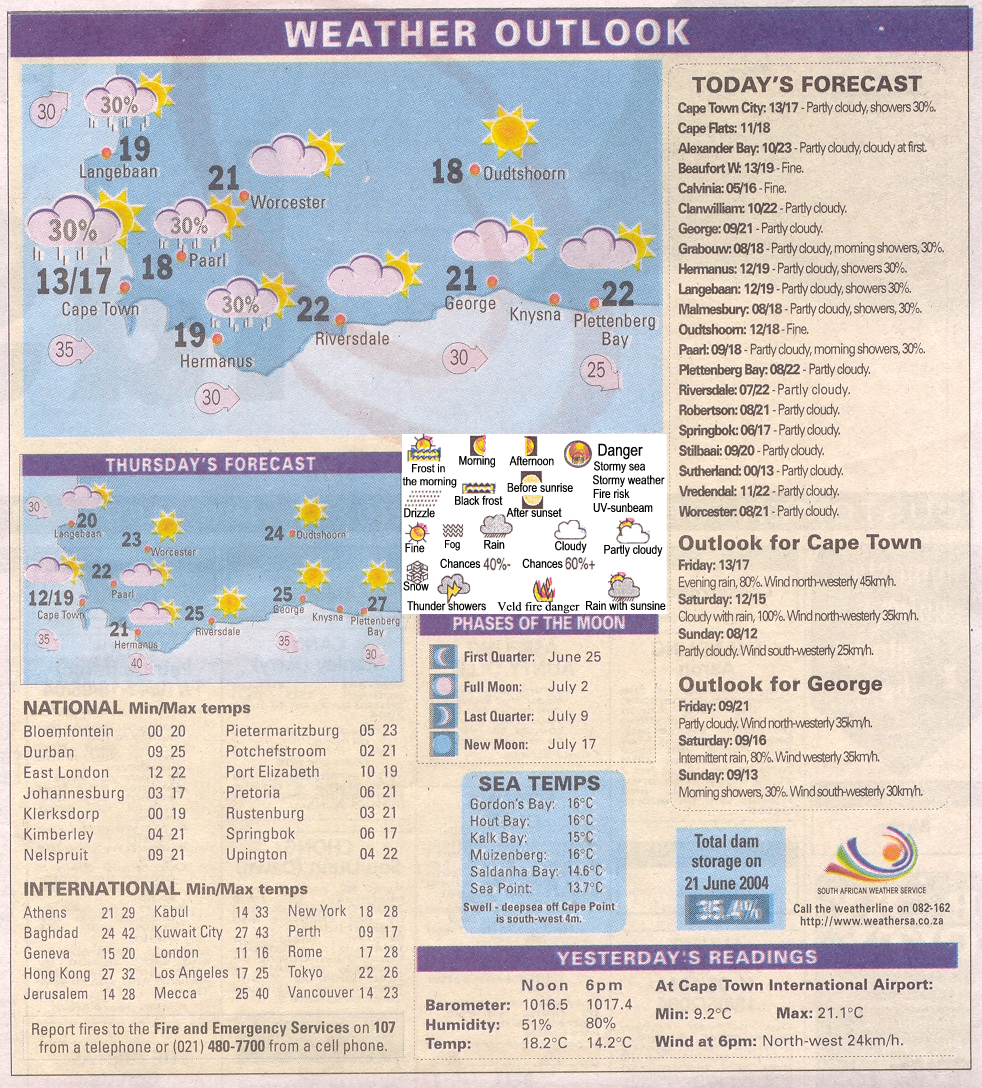 WEATHER OUTLOOK
30
30%
19
Langebaan
21
Worcester
18
Oudtshoorn
30%
13/17
Cape Town
30%
18
Paarl
30%
19
Hermanus
22
Riversdale
21
George
Knysna
22
Plettenberg
Bay
35
30
30
25
TODAY'S FORECAST
Cape Town City: 13/17 - Partly cloudy, showers 30%.
Cape Flats: 11/18
Alexander Bay: 10/23 - Partly cloudy, cloudy at first.
Beaufort W: 13/19 - Fine.
Calvinia: 05/16 - Fine.
Clanwilliam: 10/22 - Partly cloudy.
George: 09/21 - Partly cloudy.
Grabouw: 08/18 - Partly cloudy, morning showers, 30%.
Hermanus: 12/19 - Partly cloudy, showers 30%.
Langebaan: 12/19 - Partly cloudy, showers 30%.
Malmesbury: 08/18 - Partly cloudy, showers, 30%.
Oudtshoorn: 12/18 - Fine.
Paarl: 09/18 - Partly cloudy, morning showers, 30%.
Plettenberg Bay: 08/22 - Partly cloudy.
Riversdale: 07/22 - Partly cloudy.
Robertson: 08/21 - Partly cloudy.
Springbok: 06/17 - Partly cloudy.
Stilbaai: 09/20 - Partly cloudy.
Sutherland: 00/13 - Partly cloudy.
Vredendal: 11/22 - Partly cloudy.
Worcester: 08/21 - Partly cloudy.
Outlook for Cape Town
Friday: 13/17
Evening rain, 80%. Wind north-westerly 45km/h.
Saturday: 12/15
Cloudy with rain, 100%. Wind north-westerly 35km/h.
Sunday: 08/12
Partly cloudy. Wind south-westerly 25km/h.
Outlook for George
Friday: 09/21
Partly cloudy. Wind north-westerly 35km/h.
Saturday: 09/16
Intermittent rain, 80%. Wind westerly 35km/h.
Sunday: 09/13
Morning showers, 30%. Wind south-westerly 30km/h.
THURSDAY'S FORECAST
30
20
Langebaan
23
Worcester
24
Oudtshoorn
22
Paarl
12/19
Cape Town
21
Hermanus
25
Riversdale
25
George
Knysna
27
Plettenberg
Bay
35
40
35
30
Frost in
the morning
Morning
Afternoon
Danger
Stormy sea
Stormy weather
Fire risk
UV-sunbeam
Drizzle
Black frost
Before sunrise
After sunset
Fine
Fog
Rain
Cloudy
Partly cloudy
Snow
Chances 40%-
Chances 60%+
Thunder showers
Veld fire danger
Rain with sunsine
PHASES OF THE MOON
First Quarter: June 25
Full Moon: July 2
Last Quarter: July 9
New Moon: July 17
NATIONAL Min/Max temps
Bloemfontein 00 20
Durban 09 25
East London 12 22
Johannesburg 03 17
Klerksdorp 00 19
Kimberley 04 21
Nelspruit 09 21
Pietermaritzburg 05 23
Potchefstroom 02 21
Port Elizabeth 10 19
Pretoria 06 21
Rustenburg 03 21
Springbok 06 17
Upington 04 22
INTERNATIONAL Min/Max temps
Athens 21 29
Baghdad 24 42
Geneva 15 20
Hong Kong 27 32
Jerusalem 14 28
Kabul 14 33
Kuwait City 27 43
London 11 16
Los Angeles 17 25
Mecca 25 40
New York 18 28
Perth 09 17
Rome 17 28
Tokyo 22 26
Vancouver 14 23
Report fires to the Fire and Emergency Services on 107
from a telephone or (021) 480-7700 from a cell phone.
SEA TEMPS
Gordon's Bay: 16°C
Hout Bay: 16°C
Kalk Bay: 15°C
Muizenberg: 16°C
Saldanha Bay: 14.6°C
Sea Point: 13.7°C
Swell - deepsea off Cape Point
is south-west 4m.
Total dam
storage on
21 June 2004
35.4%
SOUTH AFRICAN WEATHER SERVICE
Call the weatherline on 082-162
http://www.weathersa.co.za
YESTERDAY'S READINGS
Noon 6pm
Barometer: 1016.5 1017.4
Humidity: 51% 80%
Temp: 18.2°C 14.2°C
At Cape Town International Airport:
Min: 9.2°C Max: 21.1°C
Wind at 6pm: North-west 24km/h.